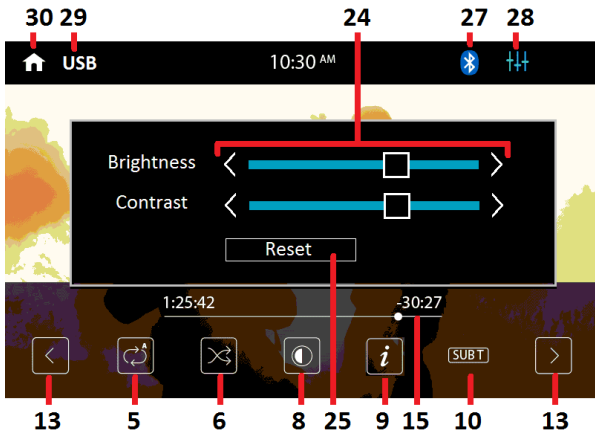 30 29 24 27 28
USB 10:30 AM
Brightness
Contrast
Reset
1:25:42 -30:27
A i SUBT
13 5 6 8 25 9 15 10 13